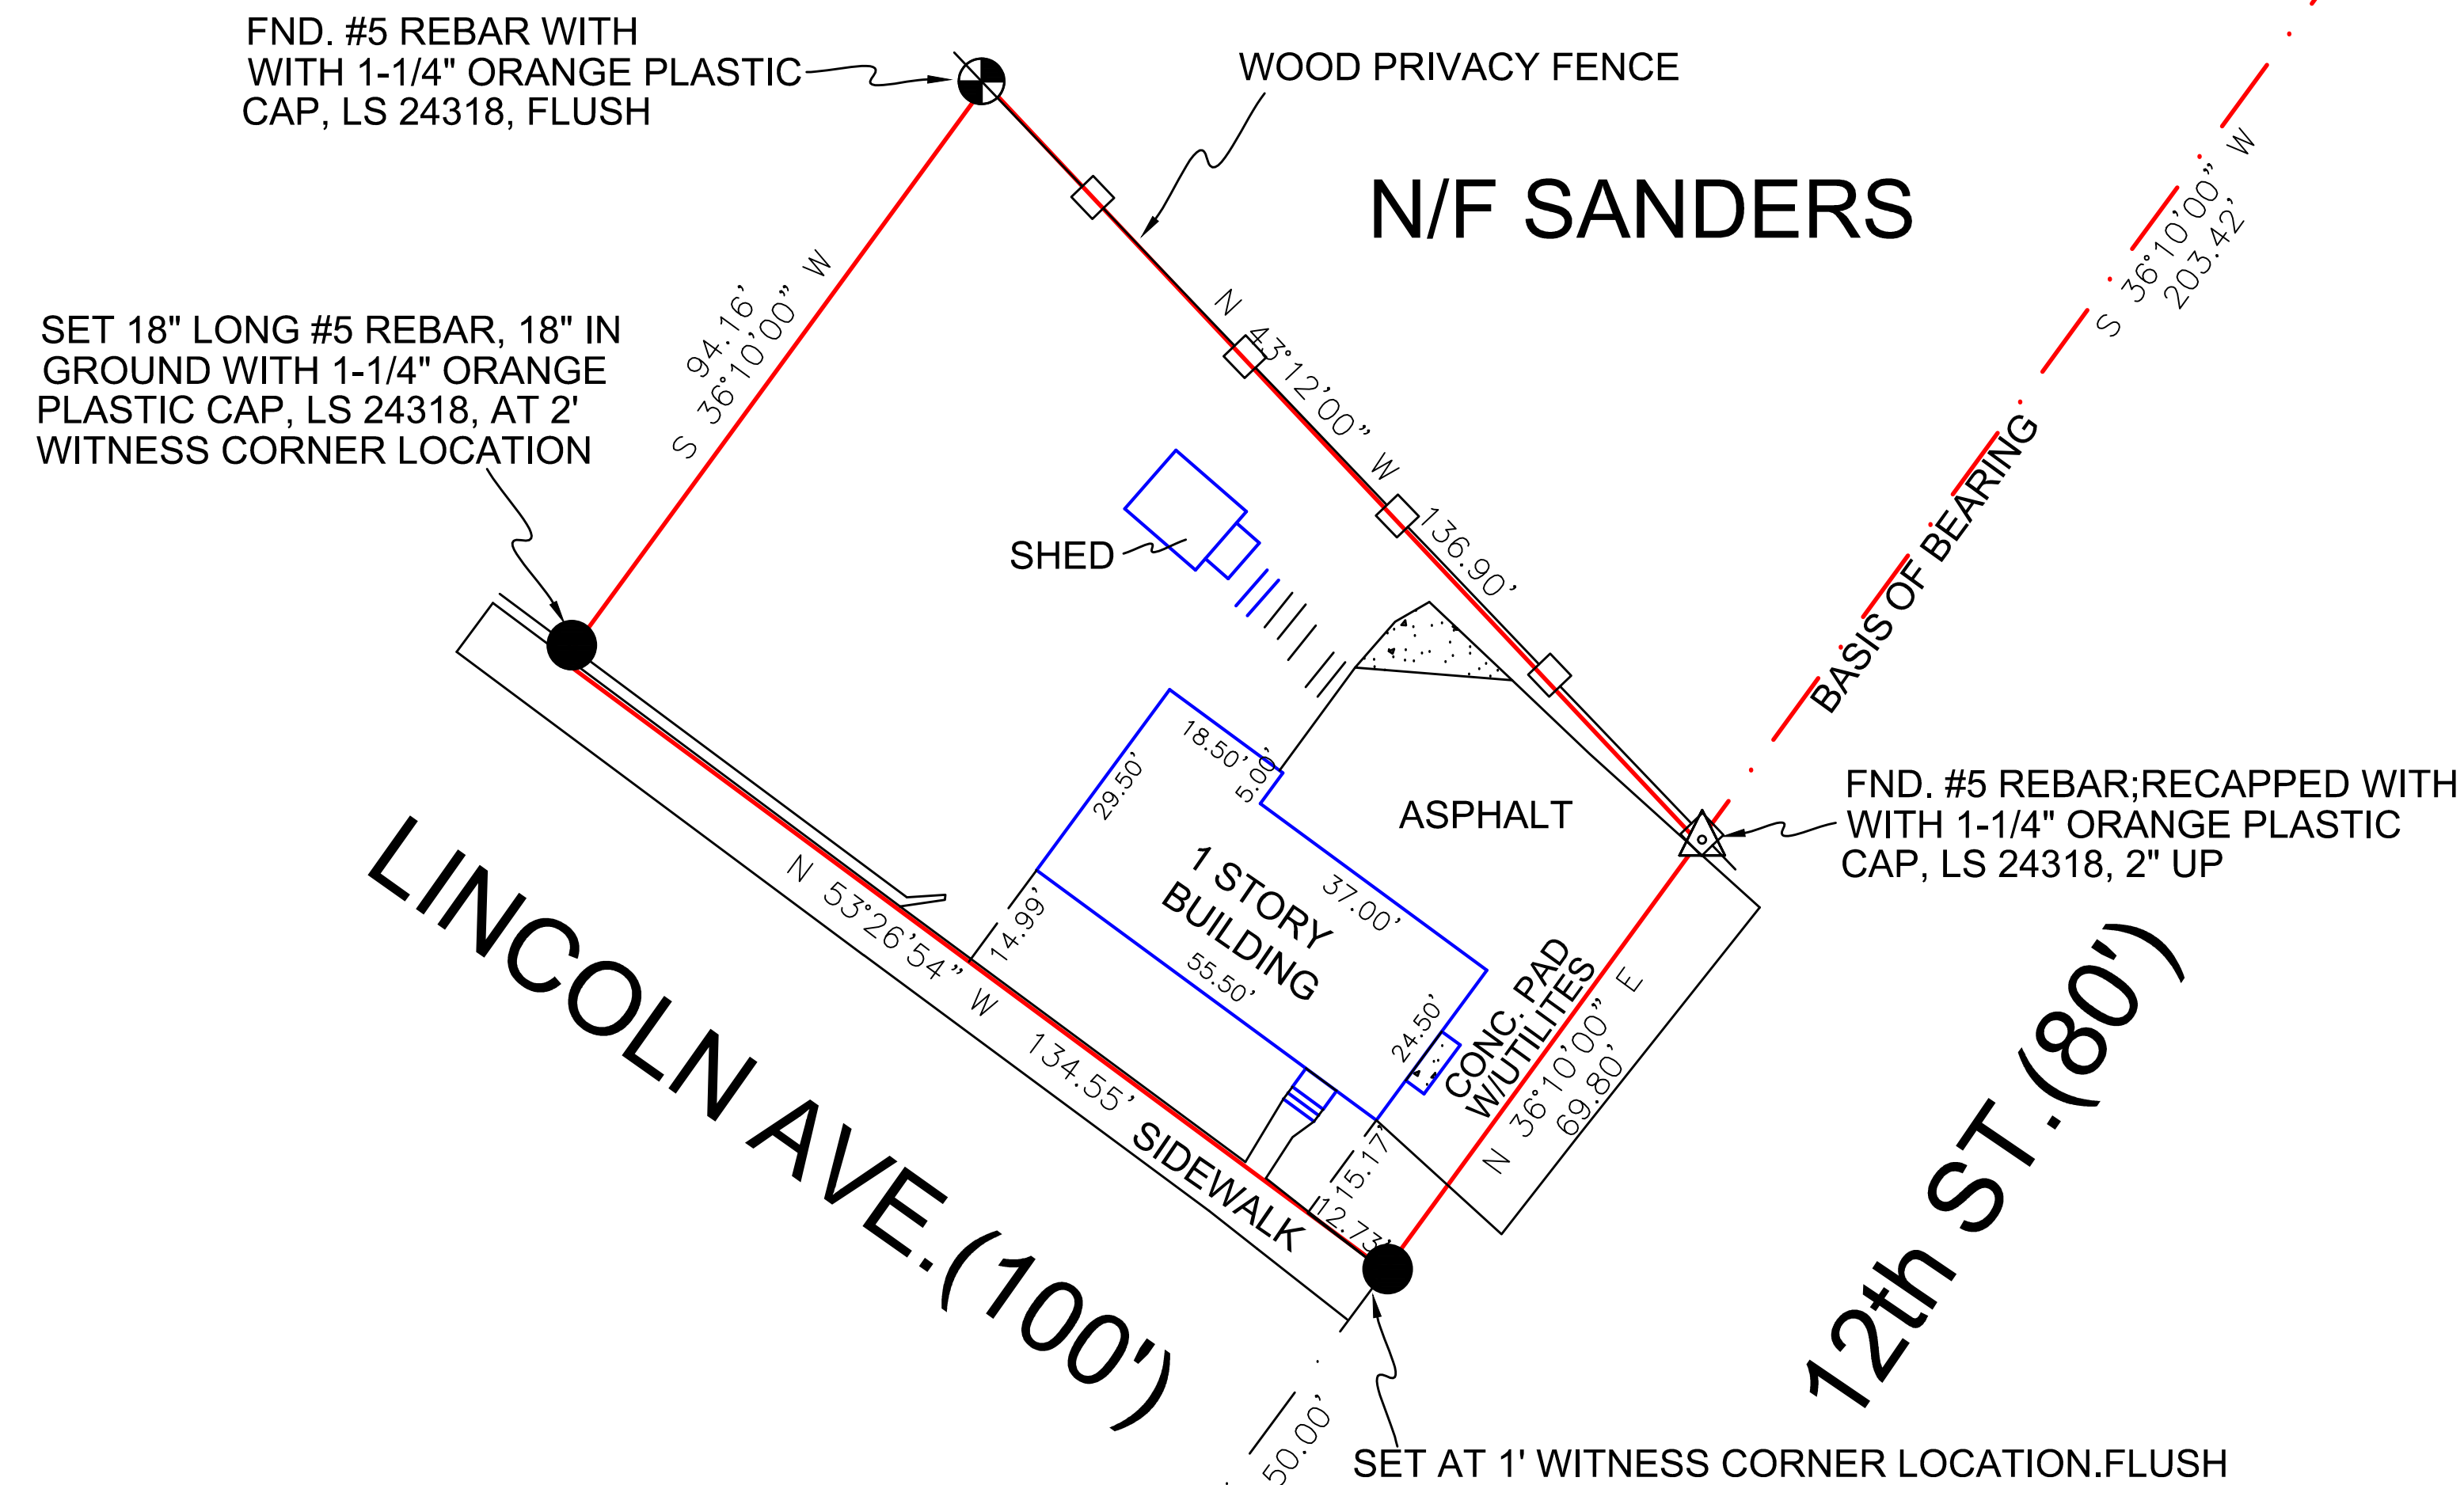 FND. #5 REBAR WITH
WITH 1-1/4" ORANGE PLASTIC
CAP, LS 24318, FLUSH
WOOD PRIVACY FENCE
N/F SANDERS
S 36°10'00" W
203.42'
SET 18" LONG #5 REBAR, 18" IN
GROUND WITH 1-1/4" ORANGE
PLASTIC CAP, LS 24318, AT 2'
WITNESS CORNER LOCATION
94.16'
S 36°10'00" W
N 43°12'00" W 136.90'
SHED
BASIS OF BEARING
18.50'
5.00'
29.50'
ASPHALT
FND. #5 REBAR;RECAPPED WITH
WITH 1-1/4" ORANGE PLASTIC
CAP, LS 24318, 2" UP
1 STORY
BUILDING
37.00'
55.50'
14.99'
24.50'
CONC. PAD
W/UTILITES
N 36°10'00" E
69.80'
LINCOLN AVE.(100')
N 53°26'54" W 134.55'
SIDEWALK
15.17'
12.73'
12th ST.(80')
50.00'
SET AT 1' WITNESS CORNER LOCATION.FLUSH